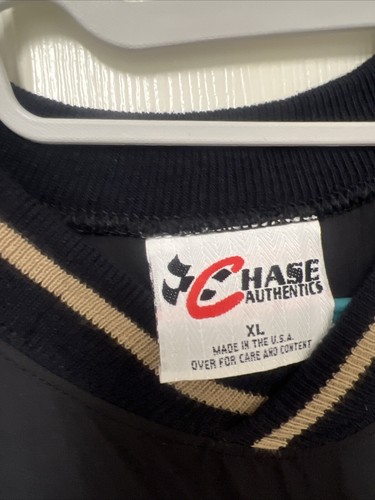 CHASE
AUTHENTICS
XL
MADE IN THE U.S.A.
OVER FOR CARE AND CONTENT